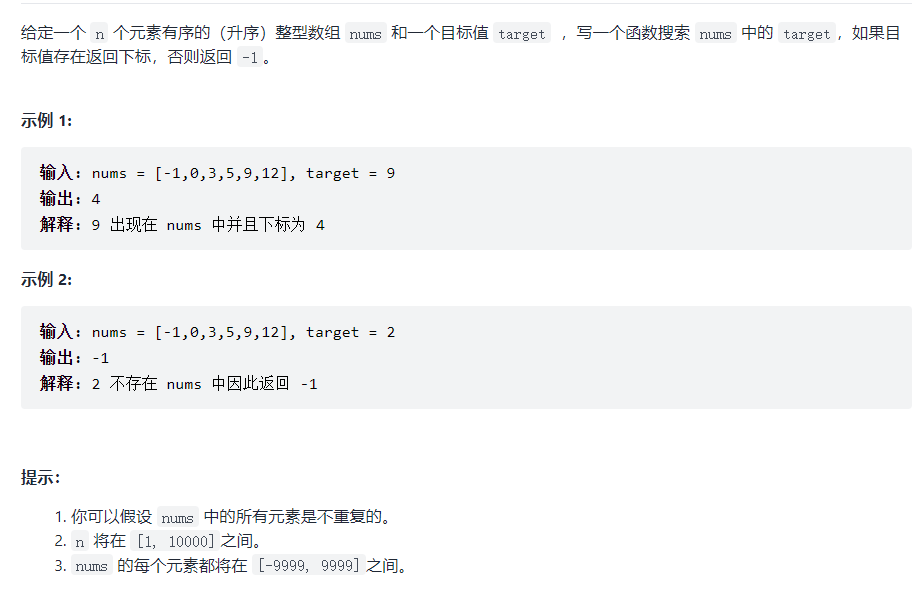 给定一个 n 个元素有序的（升序）整型数组 nums 和一个目标值 target ，写一个函数搜索 nums 中的 target，如果目
标值存在返回下标，否则返回 -1。
示例 1:
输入: nums = [-1,0,3,5,9,12], target = 9
输出: 4
解释: 9 出现在 nums 中并且下标为 4
示例 2:
输入: nums = [-1,0,3,5,9,12], target = 2
输出: -1
解释: 2 不存在 nums 中因此返回 -1
提示：
1. 你可以假设 nums 中的所有元素是不重复的。
2. n 将在 [1, 10000]之间。
3. nums 的每个元素都将在 [-9999, 9999]之间。